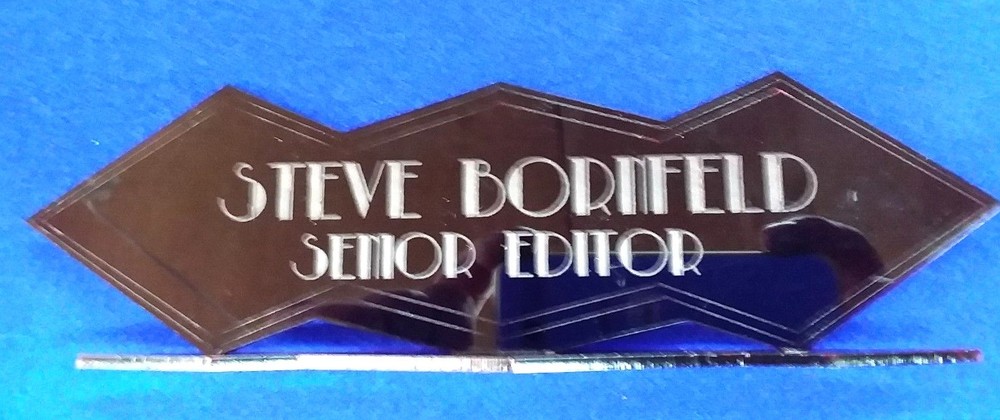 STEVE BORNFELD
SENIOR EDITOR